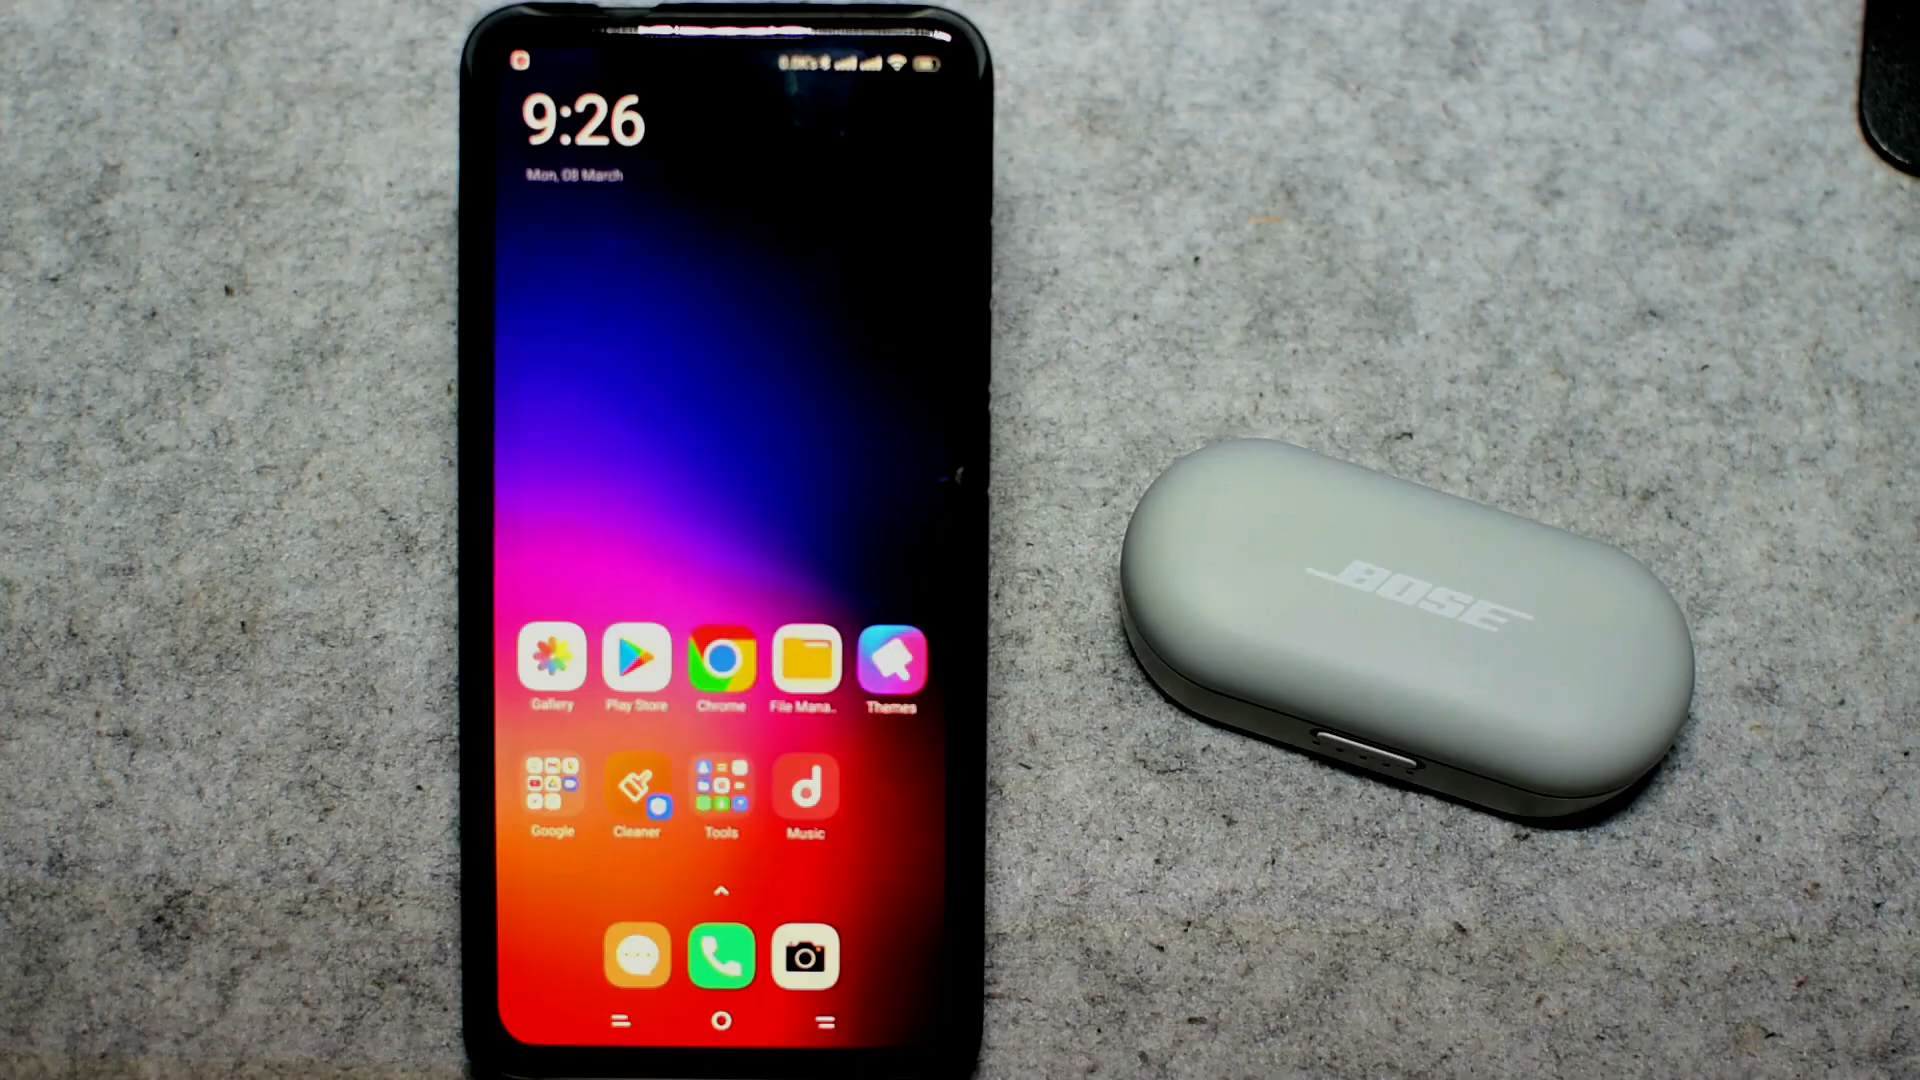 9:26
Mon, 08 March
Gallery
Play Store
Chrome
File Mana..
Themes
Google
Cleaner
Tools
Music
BOSE